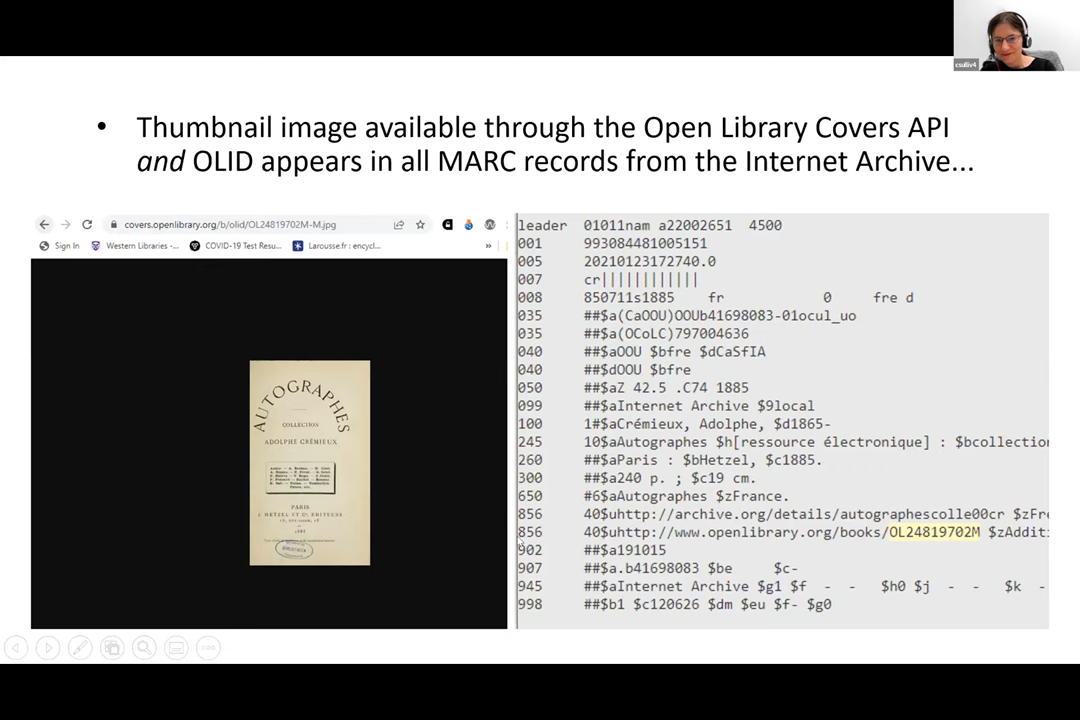 csulliv4
• Thumbnail image available through the Open Library Covers API
and OLID appears in all MARC records from the Internet Archive...
covers.openlibrary.org/b/olid/OL24819702M-M.jpg
Sign In Western Libraries -... COVID-19 Test Resu... Larousse.fr : encycl... »
AUTOGRAPHES
COLLECTION
ADOLPHE CRÉMIEUX
PARIS
J. HETZEL ET Cie, ÉDITEURS
leader 01011nam a22002651 4500
001 993084481005151
005 20210123172740.0
007 cr||||||||||||
008 850711s1885 fr 0 fre d
035 ##$a(CaOOU)OOUb41698083-01ocul_uo
035 ##$a(OCoLC)797004636
040 ##$aOOU $bfre $dCaSfIA
040 ##$dOOU $bfre
050 ##$aZ 42.5 .C74 1885
099 ##$aInternet Archive $9local
100 1#$aCrémieux, Adolphe, $d1865-
245 10$aAutographes $h[ressource électronique] : $bcollection
260 ##$aParis : $bHetzel, $c1885.
300 ##$a240 p. ; $c19 cm.
650 #6$aAutographes $zFrance.
856 40$uhttp://archive.org/details/autographescolle00cr $zFre
856 40$uhttp://www.openlibrary.org/books/OL24819702M $zAddit
902 ##$a191015
907 ##$a.b41698083 $be $c-
945 ##$aInternet Archive $g1 $f - - $h0 $j - - $k -
998 ##$b1 $c120626 $dm $eu $f- $g0